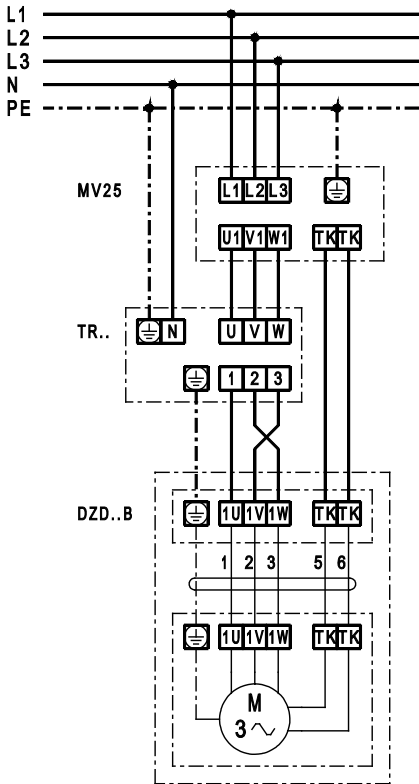 L1
L2
L3
N
PE
MV25 L1 L2 L3
U1 V1 W1 TK TK
TR.. N U V W
1 2 3
DZD..B 1U 1V 1W TK TK
1 2 3 5 6
1U 1V 1W TK TK
M
3